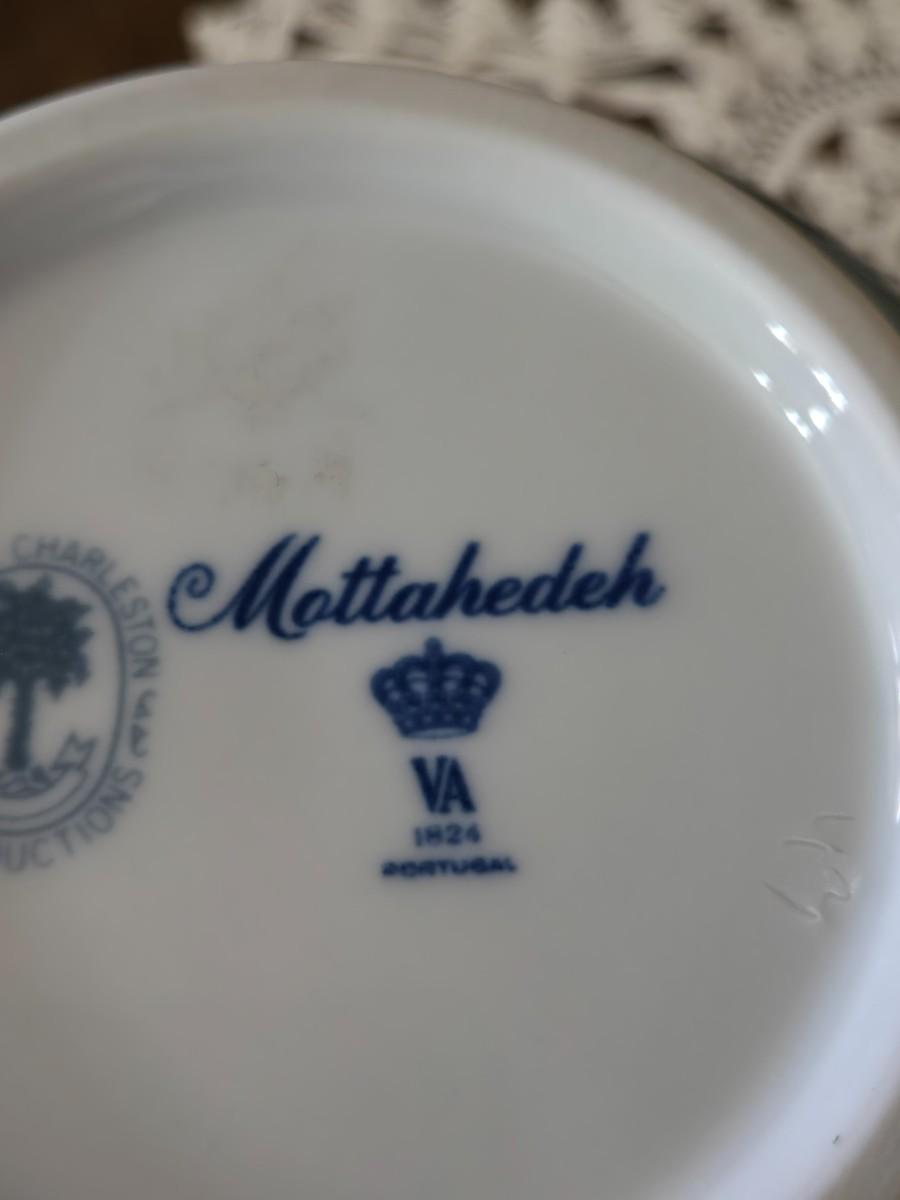 CHARLESTON
UCTIONS
Mottahedeh
VA
1824
PORTUGAL